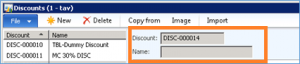 Discounts (1 - tav)
File New Delete Copy from Image Import
Discount Name Discount: DISC-000014
DISC-000010 TBL-Dummy Discount
DISC-000011 MC 30% DISC Name: